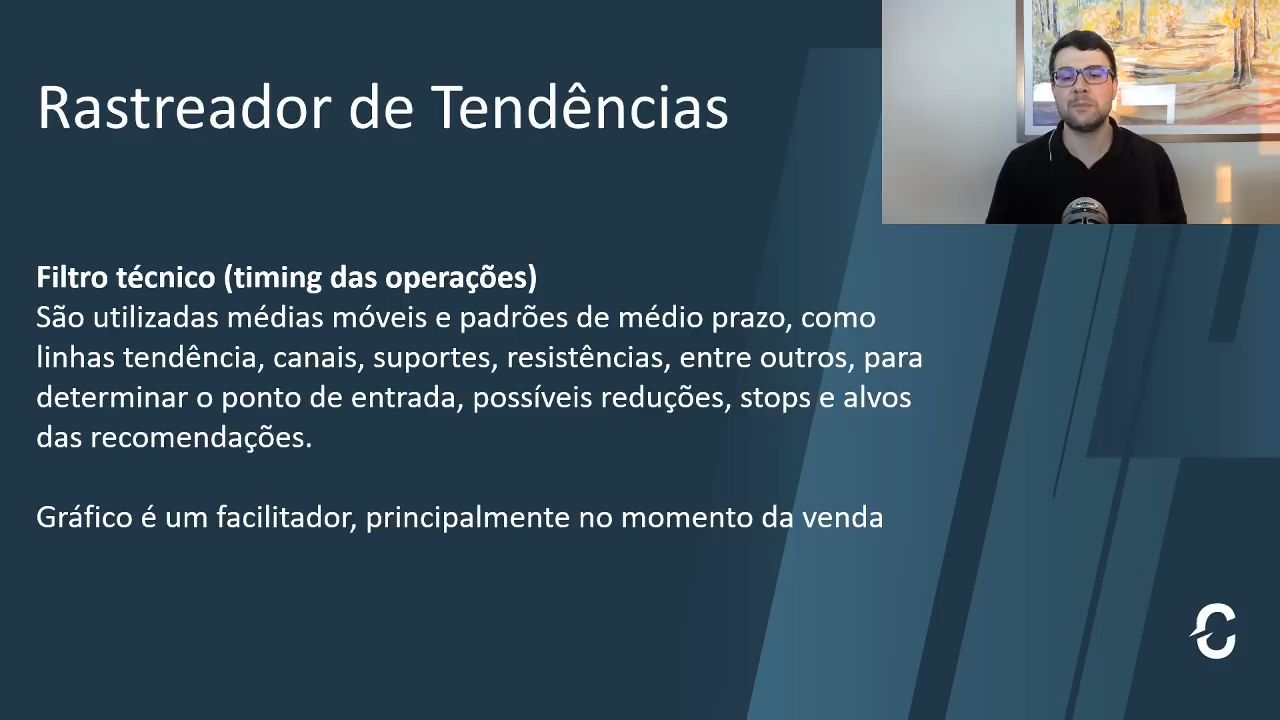 Rastreador de Tendências
Filtro técnico (timing das operações)
São utilizadas médias móveis e padrões de médio prazo, como
linhas tendência, canais, suportes, resistências, entre outros, para
determinar o ponto de entrada, possíveis reduções, stops e alvos
das recomendações.
Gráfico é um facilitador, principalmente no momento da venda